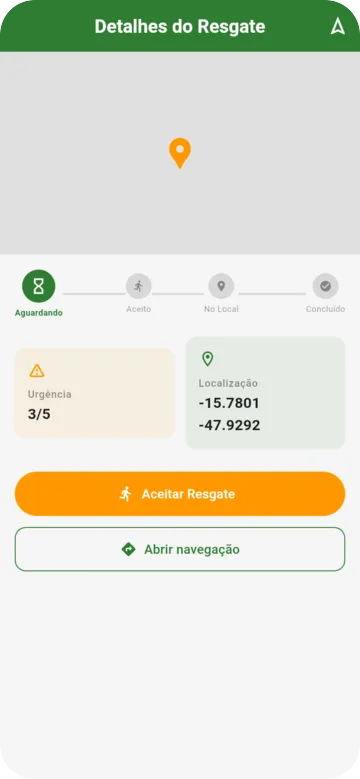 Detalhes do Resgate
Aguardando
Aceito
No Local
Concluído
Urgência
3/5
Localização
-15.7801
-47.9292
Aceitar Resgate
Abrir navegação